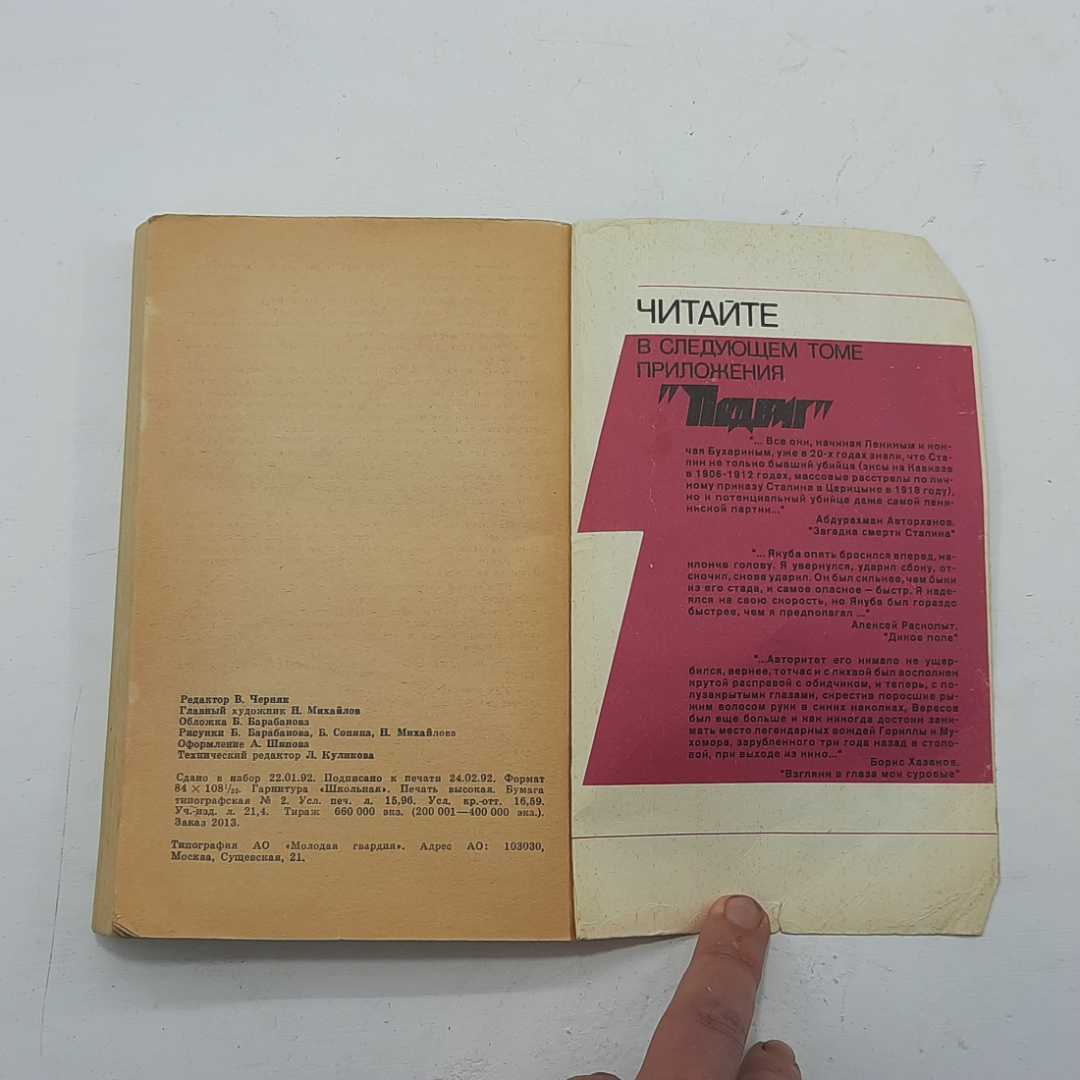 Редактор В. Черняк
Главный художник Н. Михайлов
Обложка Б. Барабанова
Рисунки Б. Барабанова, Б. Сопина, Н. Михайлова
Оформление А. Шипова
Технический редактор Л. Куликова
Сдано в набор 22.01.92. Подписано к печати 24.02.92. Формат
84 × 108 1/32. Гарнитура «Школьная». Печать высокая. Бумага
типографская № 2. Усл. печ. л. 15,96. Усл. кр.-отт. 16,59.
Уч.-изд. л. 21,4. Тираж 660 000 экз. (200 001—400 000 экз.).
Заказ 2013.
Типография АО «Молодая гвардия». Адрес АО: 103030,
Москва, Сущевская, 21.
ЧИТАЙТЕ
В СЛЕДУЮЩЕМ ТОМЕ
ПРИЛОЖЕНИЯ
"Подвиг"
"... Все они, начиная Лениным и кон-
чая Бухариным, уже в 20-х годах знали, что Ста-
лин не только бывший убийца (эксы на Кавказе
в 1906-1912 годах, массовые расстрелы по лич-
ному приказу Сталина в Царицыне в 1918 году),
но и потенциальный убийца даже самой лени-
нской партии..."
Абдурахман Авторханов.
"Загадка смерти Сталина"
"... Якуба опять бросился вперед, на-
клонив голову. Я увернулся, ударил сбоку, от-
скочил, снова ударил. Он был сильнее, чем быки
из его стада, и самое опасное — быстр. Я наде-
ялся на свою скорость, но Якуба был гораздо
быстрее, чем я предполагал ..."
Алексей Раскопыт.
"Дикое поле"
"...Авторитет его нимало не ущер-
бился, вернее, тотчас и с лихвой был восполнен
крутой расправой с обидчиком, и теперь, с по-
лузакрытыми глазами, скрестив поросшие ры-
жим волосом руки в синих наколках, Вересов
был еще больше и как никогда достоин зани-
мать место легендарных вождей Гориллы и Му-
хомора, зарубленного три года назад в столо-
вой, при выходе из кино..."
Борис Хазанов.
"Взгляни в глаза мои суровые"